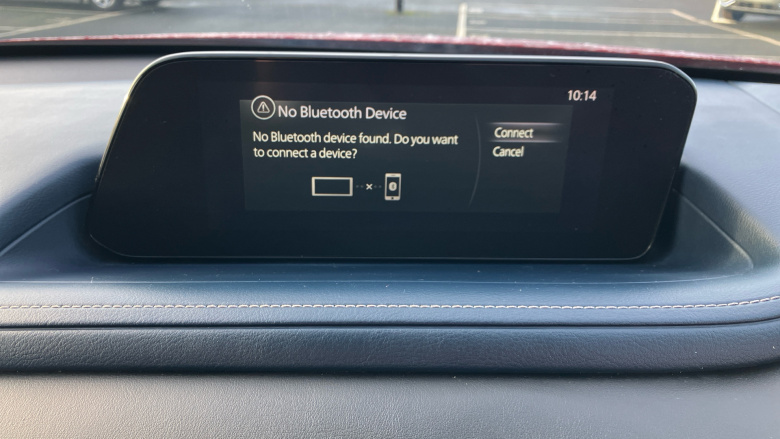 10:14
No Bluetooth Device
No Bluetooth device found. Do you want
to connect a device?
Connect
Cancel